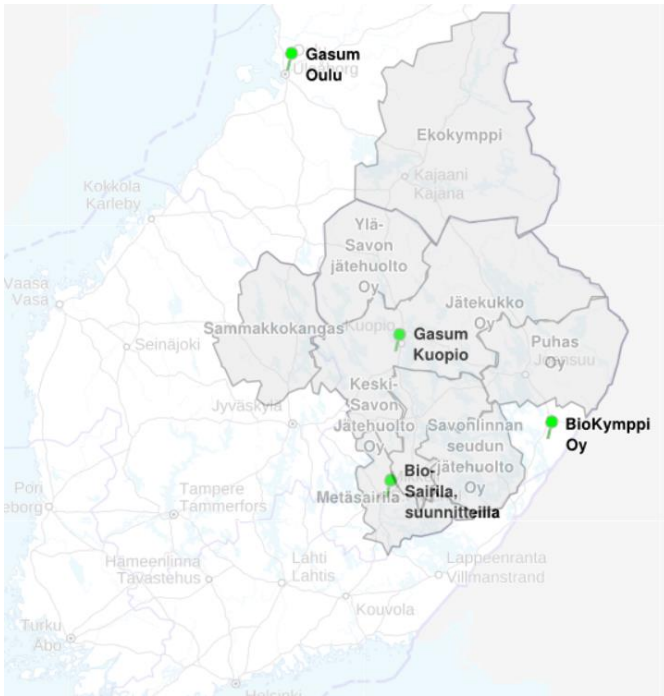 Gasum
Oulu
Ekokymppi
Kajaani
Kajana
Kokkola
Karleby
Ylä-
Savon
jätehuolto
Oy
Vaasa
Vasa
Jätekukko
Oy
Sammakkokangas
Kuopio
Gasum
Kuopio
Puhas
Oy
Joensuu
Seinäjoki
Keski-
Savon
Jätehuolto
Oy
Jyväskylä
Savonlinnan
seudun
jätehuolto
Oy
BioKymppi
Oy
Bio-
Sairila,
suunnitteilla
Metsäsairila
Pori
Tampere
Tammerfors
Hämeenlinna
Tavastehus
Lahti
Lahtis
Lappeenranta
Villmanstrand
Kouvola
Turku
Åbo